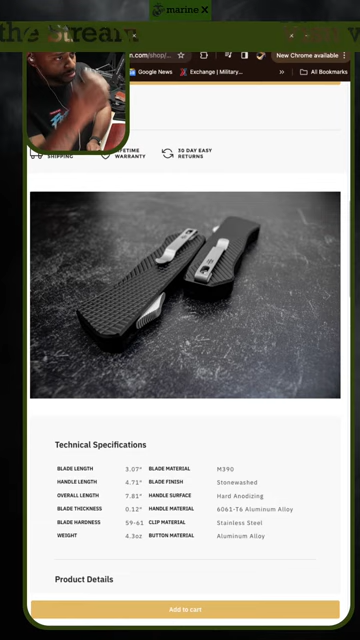 marine X
the Stream
n.com/shop/...
New Chrome available
Google News
Exchange | Military...
»
All Bookmarks
SHIPPING
LIFETIME WARRANTY
30 DAY EASY RETURNS
Technical Specifications
BLADE LENGTH 3.07" BLADE MATERIAL M390
HANDLE LENGTH 4.71" BLADE FINISH Stonewashed
OVERALL LENGTH 7.81" HANDLE SURFACE Hard Anodizing
BLADE THICKNESS 0.12" HANDLE MATERIAL 6061-T6 Aluminum Alloy
BLADE HARDNESS 59-61 CLIP MATERIAL Stainless Steel
WEIGHT 4.3oz BUTTON MATERIAL Aluminum Alloy
Product Details
Add to cart